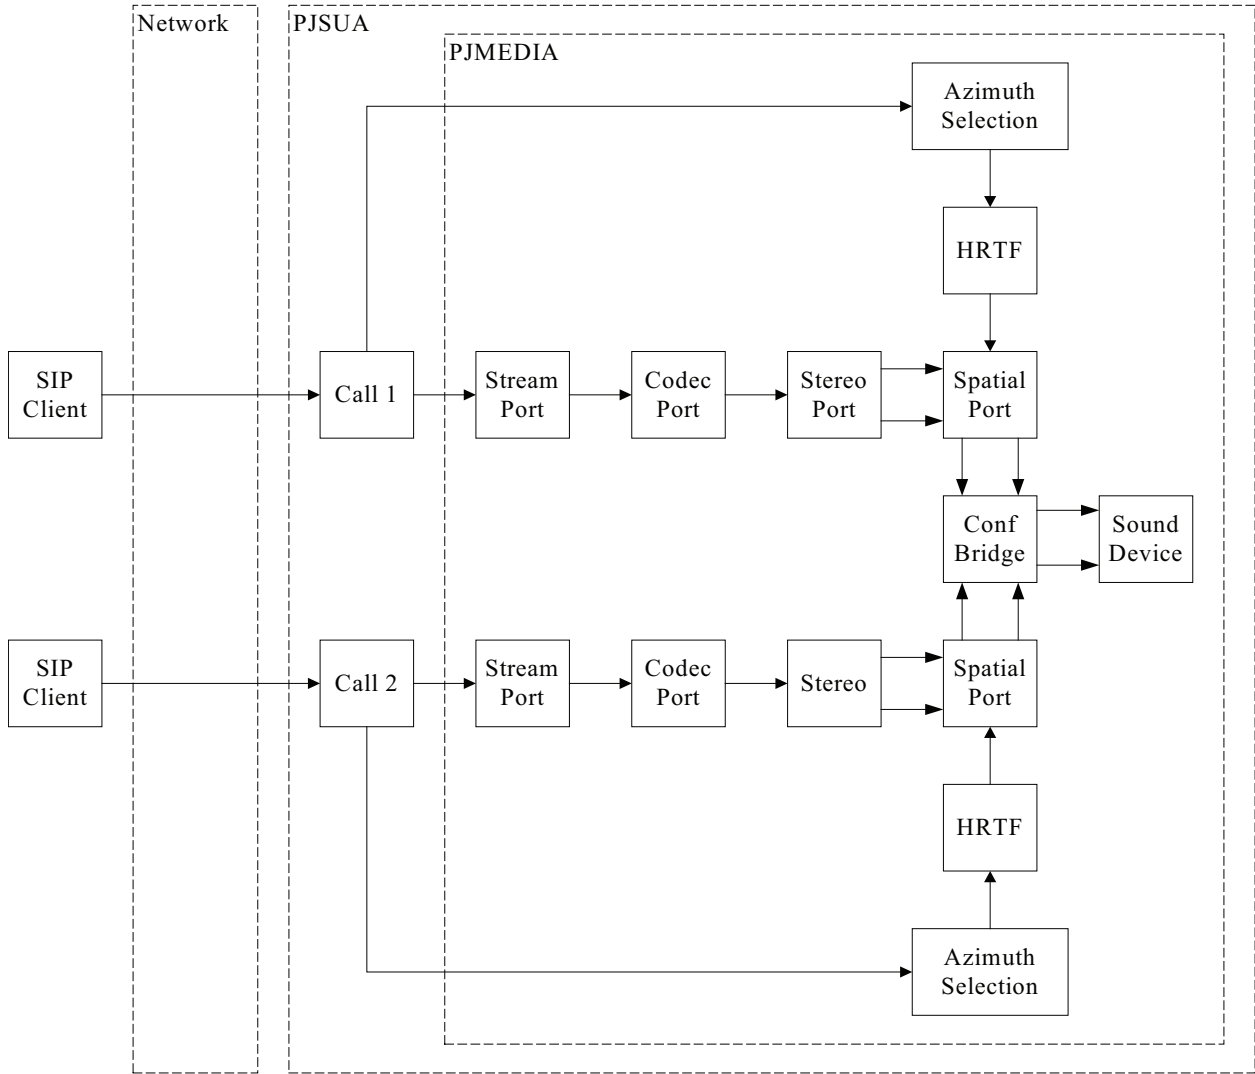 Network
PJSUA
PJMEDIA
Azimuth
Selection
HRTF
SIP
Client
Call 1
Stream
Port
Codec
Port
Stereo
Port
Spatial
Port
Conf
Bridge
Sound
Device
SIP
Client
Call 2
Stream
Port
Codec
Port
Stereo
Spatial
Port
HRTF
Azimuth
Selection